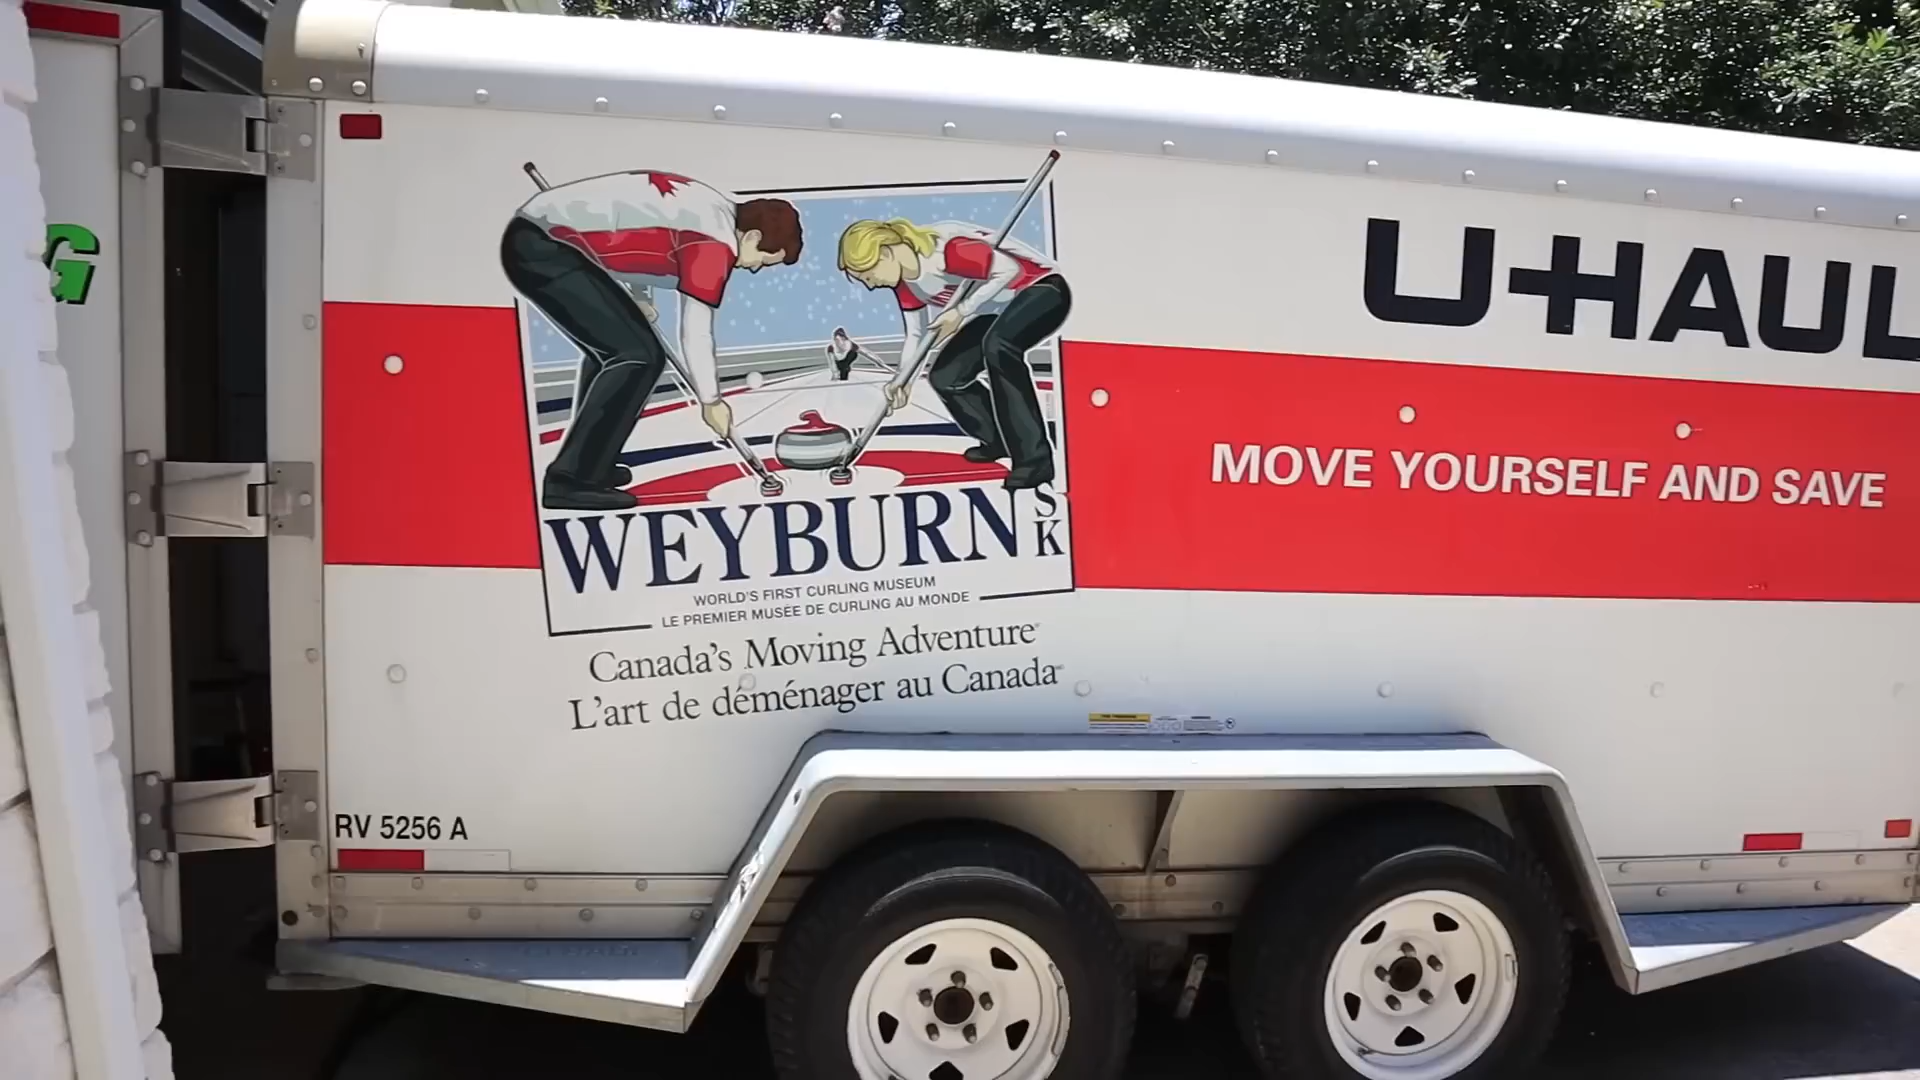 G
U-HAUL
MOVE YOURSELF AND SAVE
WEYBURN SK
WORLD'S FIRST CURLING MUSEUM
LE PREMIER MUSÉE DE CURLING AU MONDE
Canada's Moving Adventure
L'art de déménager au Canada
RV 5256 A